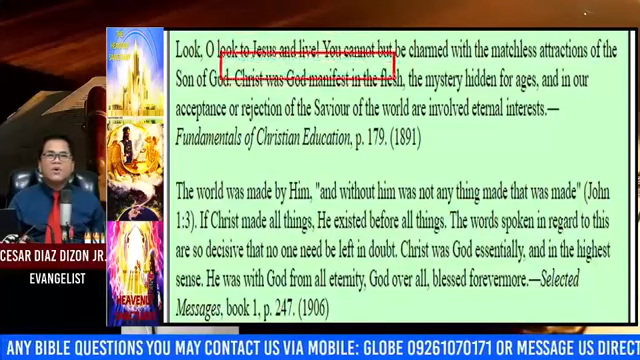 Look, O look to Jesus and live! You cannot but be charmed with the matchless attractions of the
Son of God. Christ was God manifest in the flesh, the mystery hidden for ages, and in our
acceptance or rejection of the Saviour of the world are involved eternal interests.—
Fundamentals of Christian Education, p. 179. (1891)
The world was made by Him, "and without him was not any thing made that was made" (John
1:3). If Christ made all things, He existed before all things. The words spoken in regard to this
are so decisive that no one need be left in doubt. Christ was God essentially, and in the highest
sense. He was with God from all eternity, God over all, blessed forevermore.—Selected
Messages, book 1, p. 247. (1906)
CESAR DIAZ DIZON JR.
EVANGELIST
HEAVENLY
ANY BIBLE QUESTIONS YOU MAY CONTACT US VIA MOBILE: GLOBE 09261070171 OR MESSAGE US DIRECT